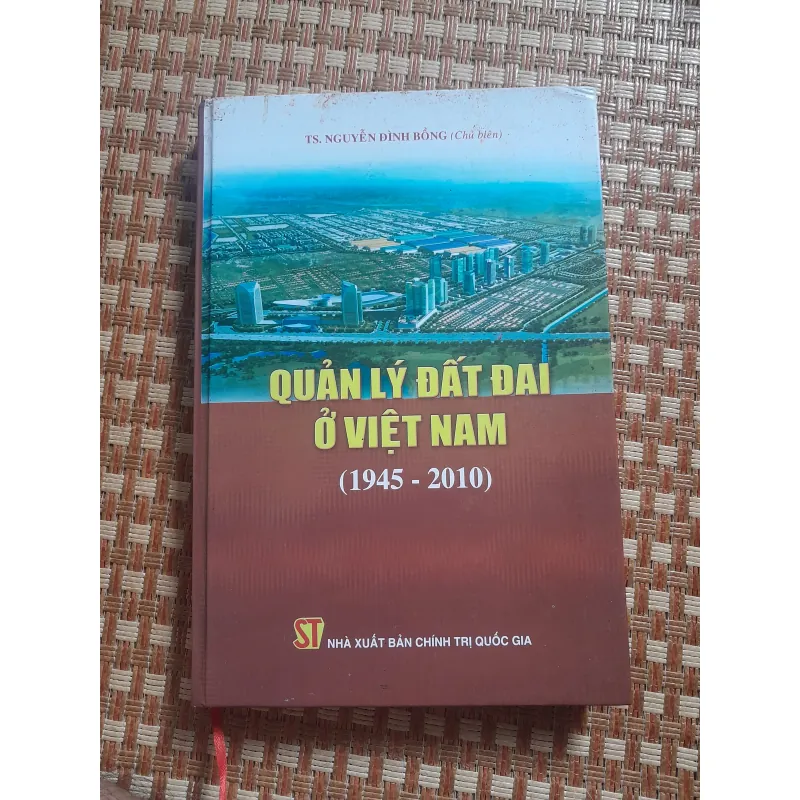 TS. NGUYỄN ĐÌNH BỒNG (Chủ biên)
QUẢN LÝ ĐẤT ĐAI
Ở VIỆT NAM
(1945 - 2010)
ST NHÀ XUẤT BẢN CHÍNH TRỊ QUỐC GIA